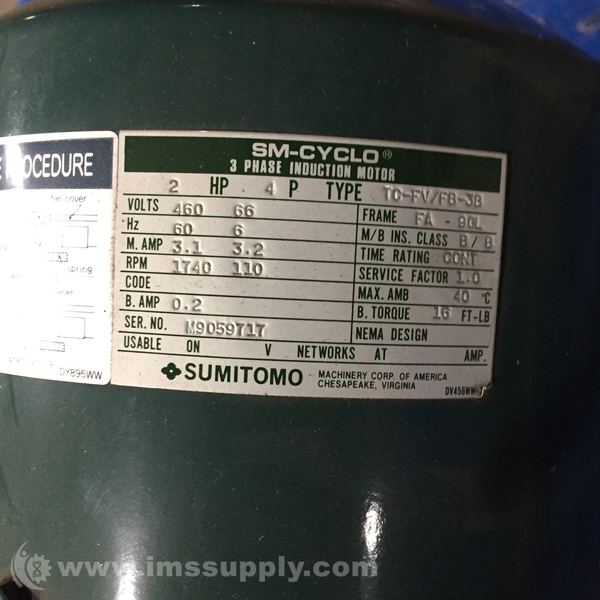 E PROCEDURE
cover
spring
DY895WW
SM-CYCLO®
3 PHASE INDUCTION MOTOR
2 HP 4 P TYPE TC-FV/FB-3B
VOLTS 460 66 FRAME FA - 90L
Hz 60 6 M/B INS. CLASS B / B
M. AMP 3.1 3.2 TIME RATING CONT
RPM 1740 110 SERVICE FACTOR 1.0
CODE MAX. AMB 40 °C
B. AMP 0.2 B. TORQUE 16 FT-LB
SER. NO. M9059717 NEMA DESIGN
USABLE ON V NETWORKS AT AMP.
SUMITOMO MACHINERY CORP. OF AMERICA
CHESAPEAKE, VIRGINIA
DV456WW
www.imssupply.com